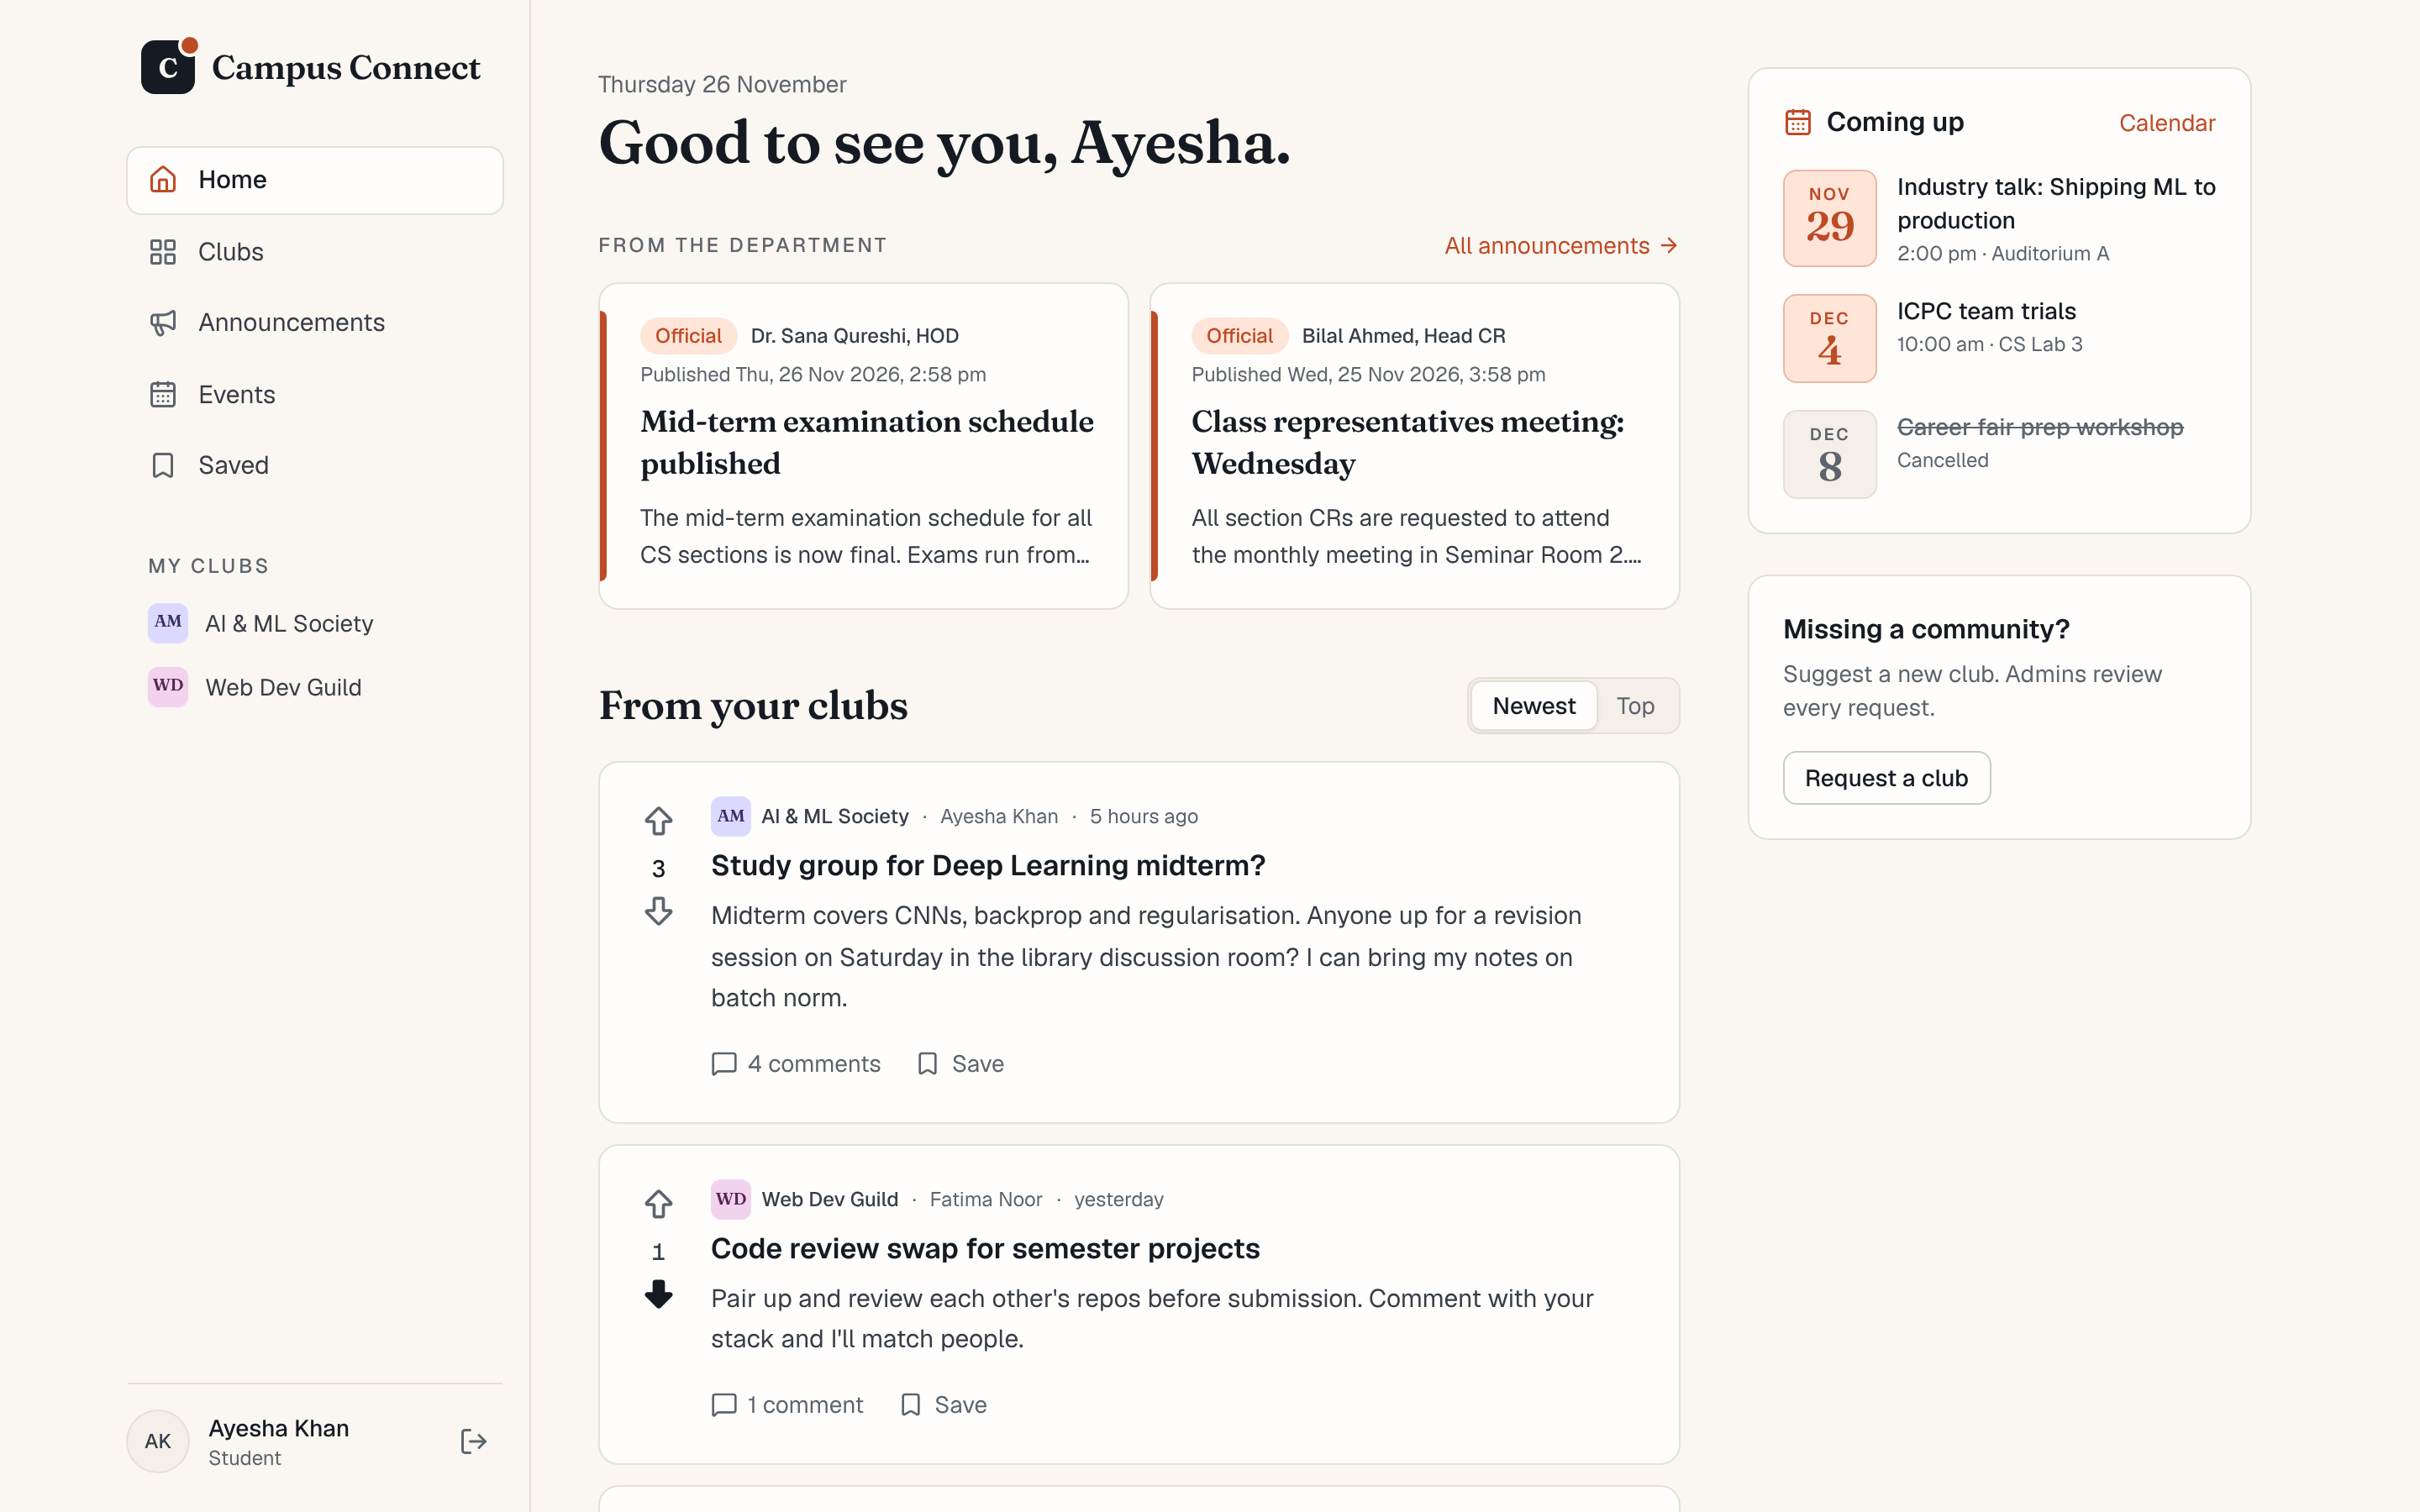 C
Campus Connect
Home
Clubs
Announcements
Events
Saved
MY CLUBS
AM AI & ML Society
WD Web Dev Guild
AK
Ayesha Khan
Student
Thursday 26 November
Good to see you, Ayesha.
FROM THE DEPARTMENT
All announcements →
Official Dr. Sana Qureshi, HOD
Published Thu, 26 Nov 2026, 2:58 pm
Mid-term examination schedule
published
The mid-term examination schedule for all
CS sections is now final. Exams run from...
Official Bilal Ahmed, Head CR
Published Wed, 25 Nov 2026, 3:58 pm
Class representatives meeting:
Wednesday
All section CRs are requested to attend
the monthly meeting in Seminar Room 2....
From your clubs
Newest Top
AM AI & ML Society · Ayesha Khan · 5 hours ago
3
Study group for Deep Learning midterm?
Midterm covers CNNs, backprop and regularisation. Anyone up for a revision
session on Saturday in the library discussion room? I can bring my notes on
batch norm.
4 comments Save
WD Web Dev Guild · Fatima Noor · yesterday
1
Code review swap for semester projects
Pair up and review each other's repos before submission. Comment with your
stack and I'll match people.
1 comment Save
Coming up Calendar
NOV
29
Industry talk: Shipping ML to
production
2:00 pm · Auditorium A
DEC
4
ICPC team trials
10:00 am · CS Lab 3
DEC
8
Career fair prep workshop
Cancelled
Missing a community?
Suggest a new club. Admins review
every request.
Request a club